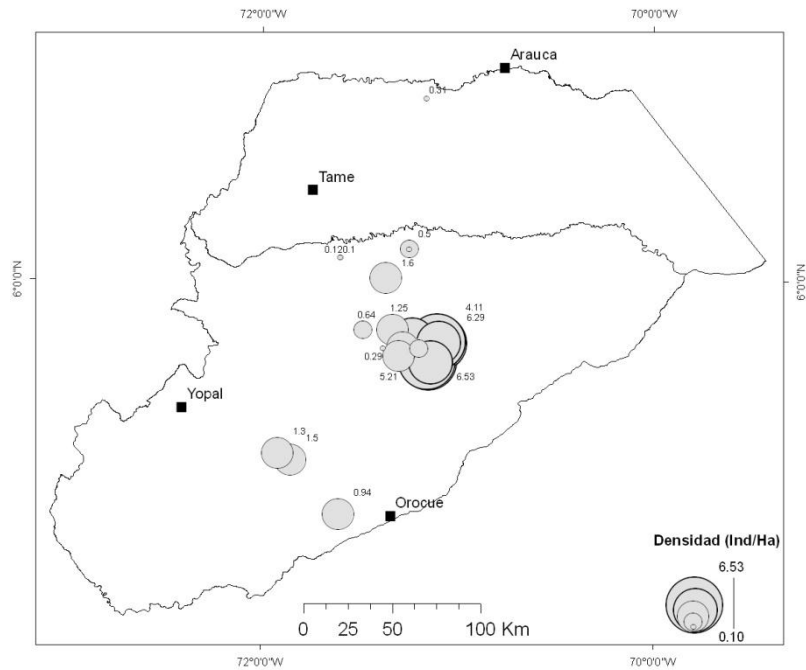 72°0'0"W 70°0'0"W
Arauca
0.31
Tame
0.5
0.120.1
1.6
6°0'0"N 6°0'0"N
0.64 1.25 4.11
6.29
0.29
5.21 6.53
Yopal
1.3
1.5
0.94
Orocue
Densidad (Ind/Ha)
6.53
0.10
0 25 50 100 Km
72°0'0"W 70°0'0"W